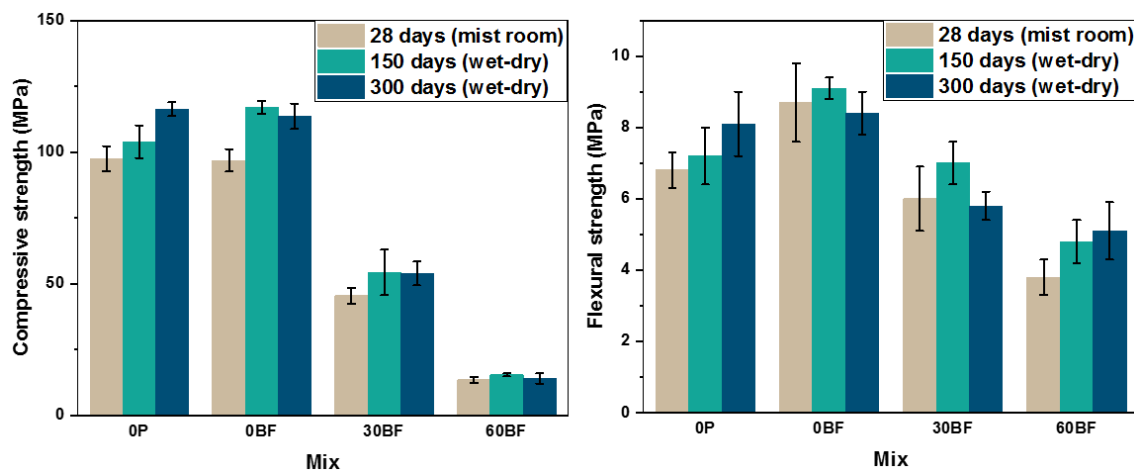 150
100
50
0
Compressive strength (MPa)
28 days (mist room)
150 days (wet-dry)
300 days (wet-dry)
0P
0BF
30BF
60BF
Mix
10
8
6
4
2
0
Flexural strength (MPa)
28 days (mist room)
150 days (wet-dry)
300 days (wet-dry)
0P
0BF
30BF
60BF
Mix